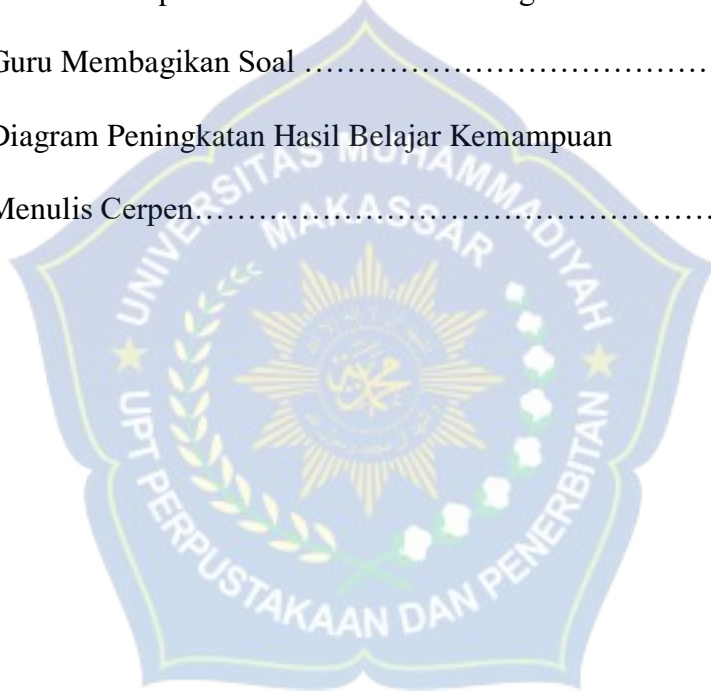 Guru Membagikan Soal ……………………………………
Diagram Peningkatan Hasil Belajar Kemampuan
Menulis Cerpen……………………………………………
UNIVERSITAS MUHAMMADIYAH
MAKASSAR
UPT PERPUSTAKAAN DAN PENERBITAN